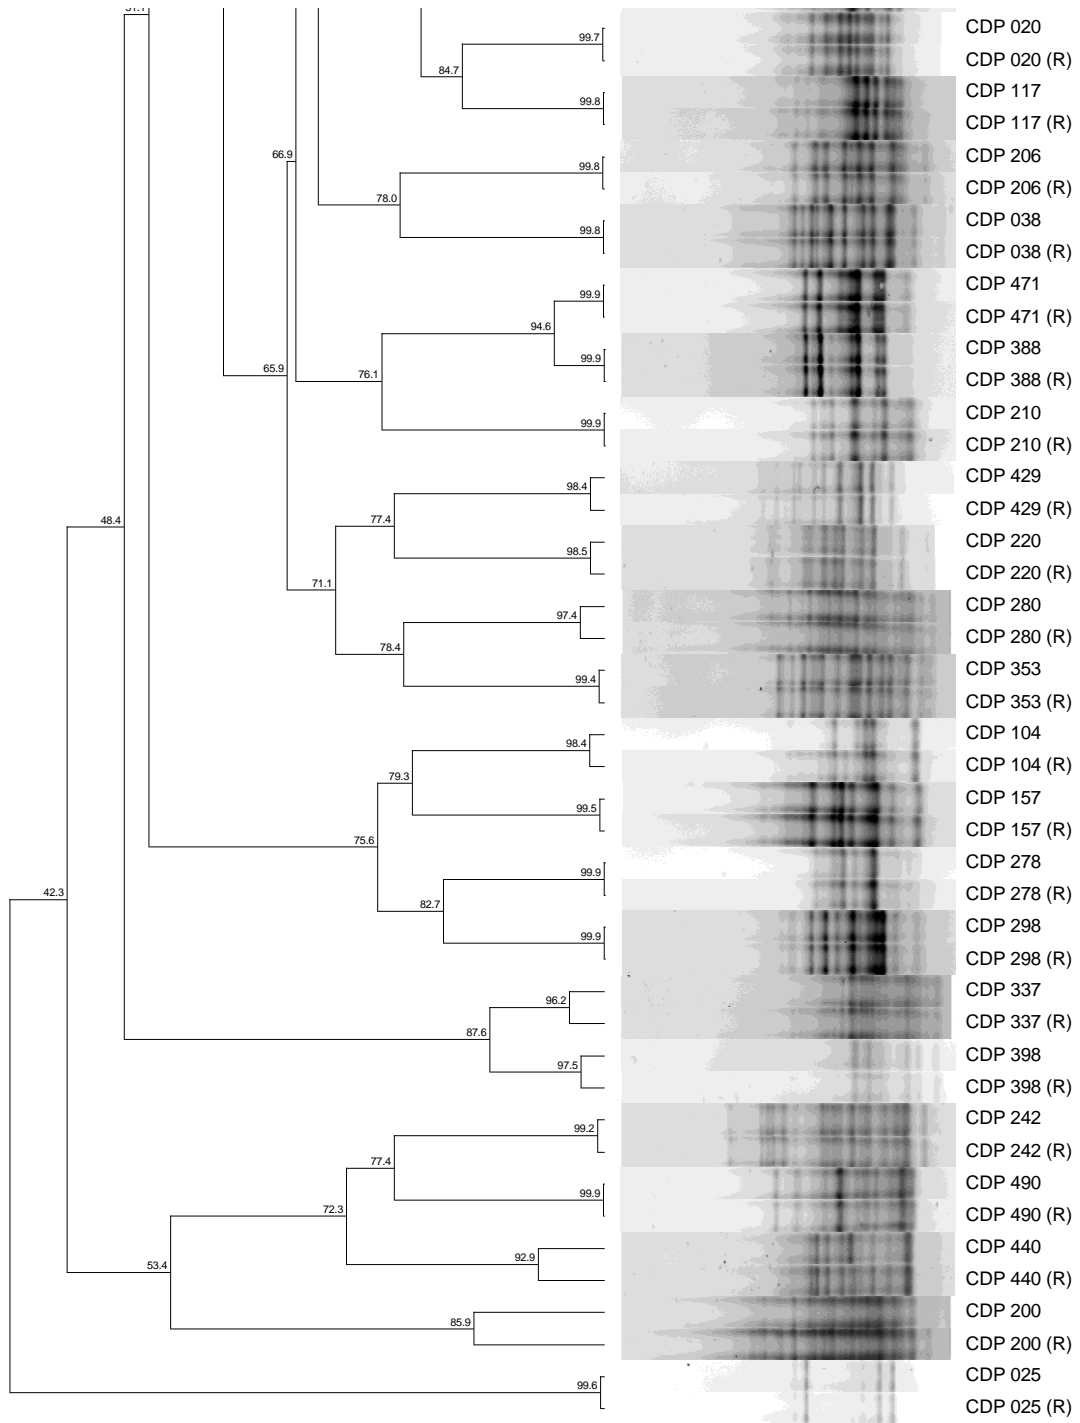 CDP 020
99.7
CDP 020 (R)
84.7
CDP 117
99.8
CDP 117 (R)
66.9
CDP 206
99.8
CDP 206 (R)
78.0
CDP 038
99.8
CDP 038 (R)
CDP 471
99.9
CDP 471 (R)
94.6
CDP 388
99.9
CDP 388 (R)
65.9
76.1
CDP 210
99.9
CDP 210 (R)
CDP 429
98.4
CDP 429 (R)
48.4
77.4
CDP 220
98.5
CDP 220 (R)
71.1
CDP 280
97.4
CDP 280 (R)
78.4
CDP 353
99.4
CDP 353 (R)
CDP 104
98.4
CDP 104 (R)
79.3
CDP 157
99.5
CDP 157 (R)
75.6
CDP 278
99.9
CDP 278 (R)
42.3
82.7
CDP 298
99.9
CDP 298 (R)
CDP 337
96.2
CDP 337 (R)
87.6
CDP 398
97.5
CDP 398 (R)
CDP 242
99.2
CDP 242 (R)
77.4
CDP 490
99.9
CDP 490 (R)
72.3
CDP 440
92.9
CDP 440 (R)
53.4
CDP 200
85.9
CDP 200 (R)
CDP 025
99.6
CDP 025 (R)